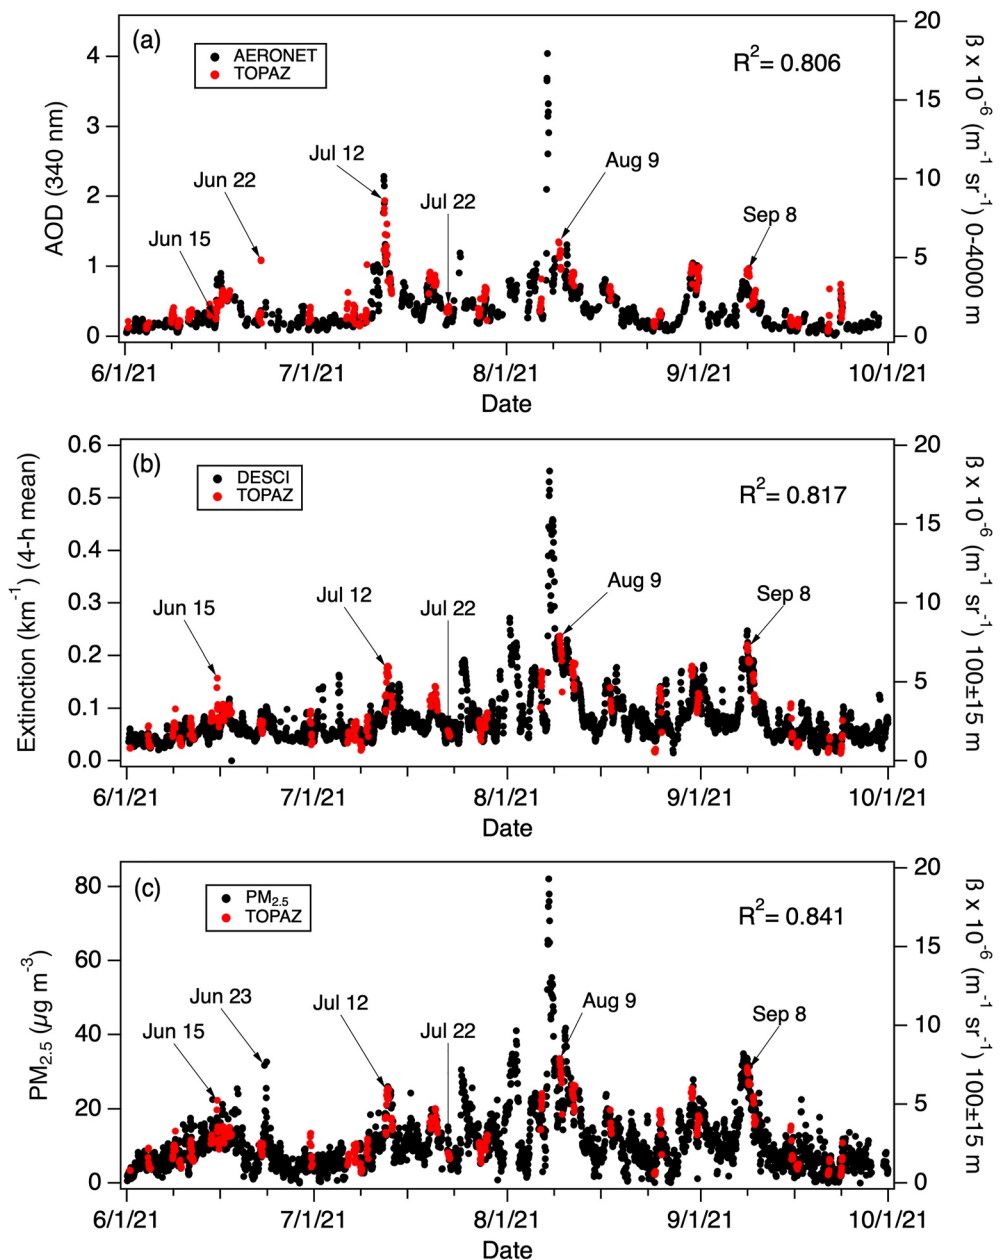 (a)
AERONET
TOPAZ
R²= 0.806
Jun 22
Jul 12
Jun 15
Jul 22
Aug 9
Sep 8
AOD (340 nm)
4
3
2
1
0
20
15
10
5
0
ß x 10⁻⁶ (m⁻¹ sr⁻¹) 0-4000 m
6/1/21 7/1/21 8/1/21 9/1/21 10/1/21
Date
(b)
DESCI
TOPAZ
R²= 0.817
Jun 15
Jul 12
Jul 22
Aug 9
Sep 8
Extinction (km⁻¹) (4-h mean)
0.6
0.5
0.4
0.3
0.2
0.1
0.0
20
15
10
5
0
ß x 10⁻⁶ (m⁻¹ sr⁻¹) 100±15 m
6/1/21 7/1/21 8/1/21 9/1/21 10/1/21
Date
(c)
PM₂.₅
TOPAZ
R²= 0.841
Jun 23
Jun 15
Jul 12
Jul 22
Aug 9
Sep 8
PM₂.₅ (µg m⁻³)
80
60
40
20
0
20
15
10
5
0
ß x 10⁻⁶ (m⁻¹ sr⁻¹) 100±15 m
6/1/21 7/1/21 8/1/21 9/1/21 10/1/21
Date